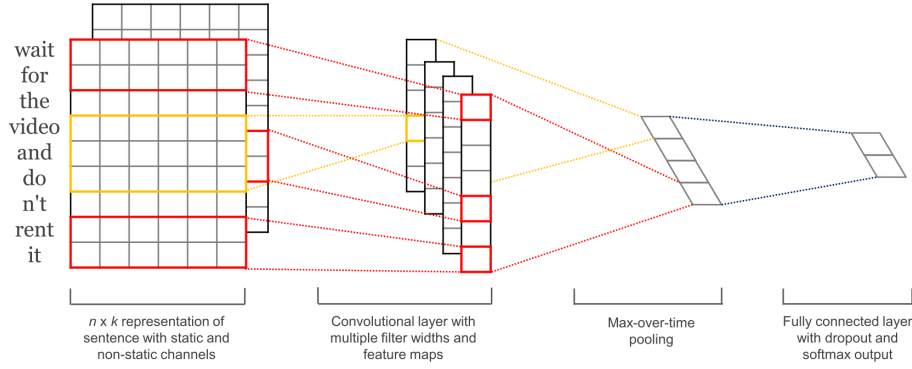 wait
for
the
video
and
do
n't
rent
it
n x k representation of
sentence with static and
non-static channels
Convolutional layer with
multiple filter widths and
feature maps
Max-over-time
pooling
Fully connected layer
with dropout and
softmax output